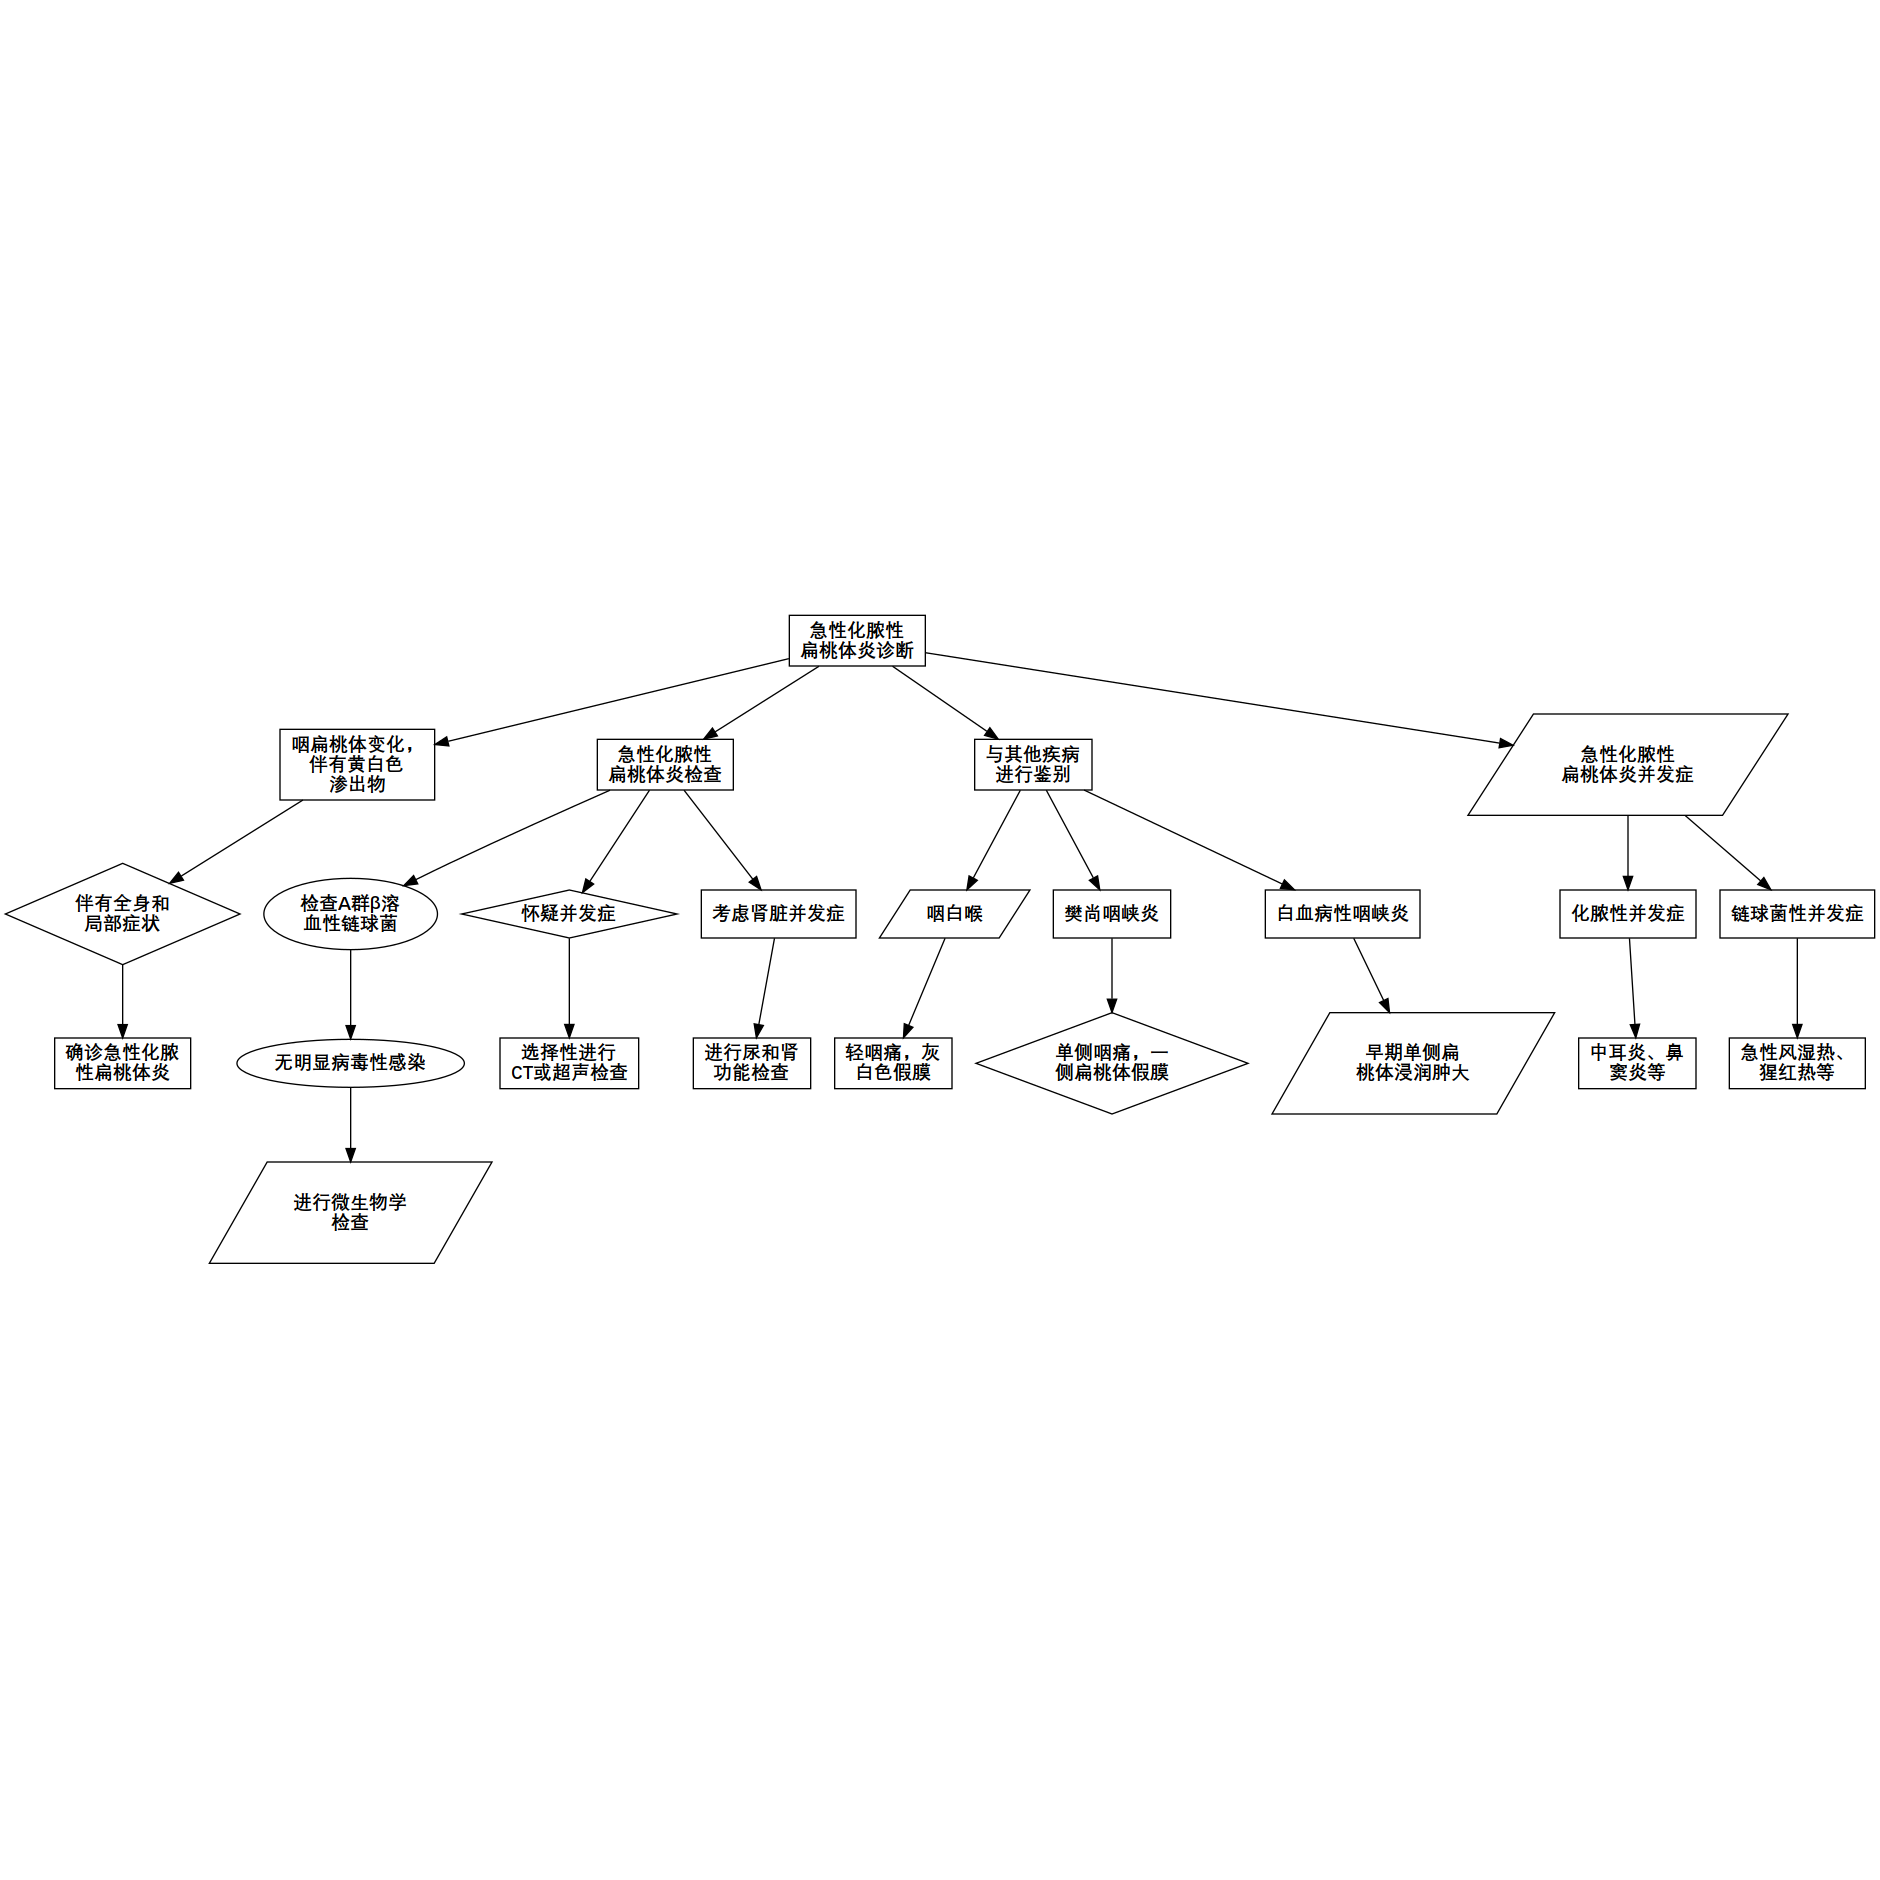 急性化脓性
扁桃体炎诊断
咽扁桃体变化，
伴有黄白色
渗出物
急性化脓性
扁桃体炎检查
与其他疾病
进行鉴别
急性化脓性
扁桃体炎并发症
伴有全身和
局部症状
检查A群β溶
血性链球菌
怀疑并发症
考虑肾脏并发症
咽白喉
樊尚咽峡炎
白血病性咽峡炎
化脓性并发症
链球菌性并发症
确诊急性化脓
性扁桃体炎
无明显病毒性感染
选择性进行
CT或超声检查
进行尿和肾
功能检查
轻咽痛，灰
白色假膜
单侧咽痛，一
侧扁桃体假膜
早期单侧扁
桃体浸润肿大
中耳炎、鼻
窦炎等
急性风湿热、
猩红热等
进行微生物学
检查